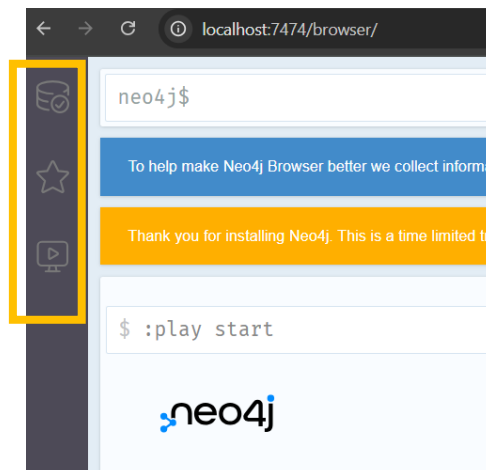 localhost:7474/browser/
neo4j$
To help make Neo4j Browser better we collect
Thank you for installing Neo4j. This is a time limited
$ :play start
neo4j